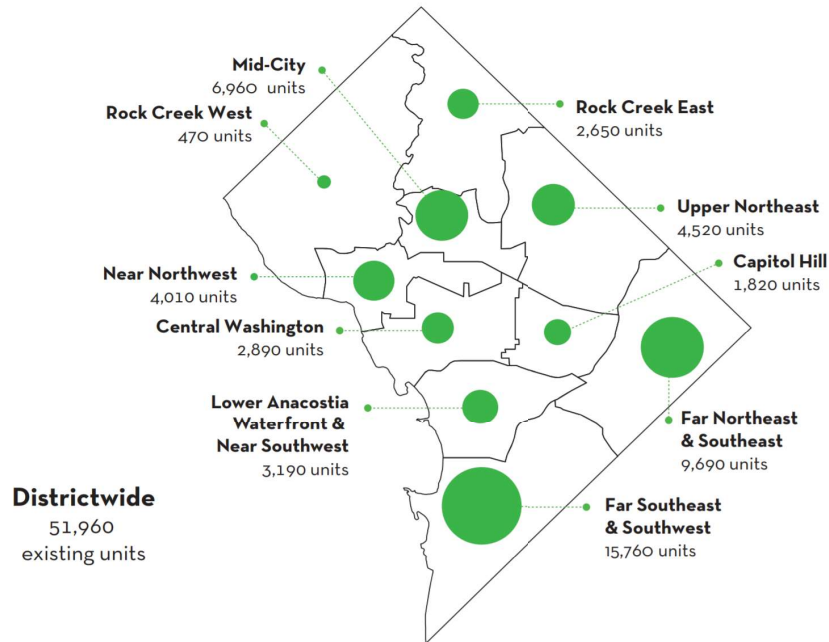 Mid-City
6,960 units
Rock Creek West
470 units
Rock Creek East
2,650 units
Upper Northeast
4,520 units
Capitol Hill
1,820 units
Near Northwest
4,010 units
Central Washington
2,890 units
Lower Anacostia
Waterfront &
Near Southwest
3,190 units
Far Northeast
& Southeast
9,690 units
Far Southeast
& Southwest
15,760 units
Districtwide
51,960
existing units